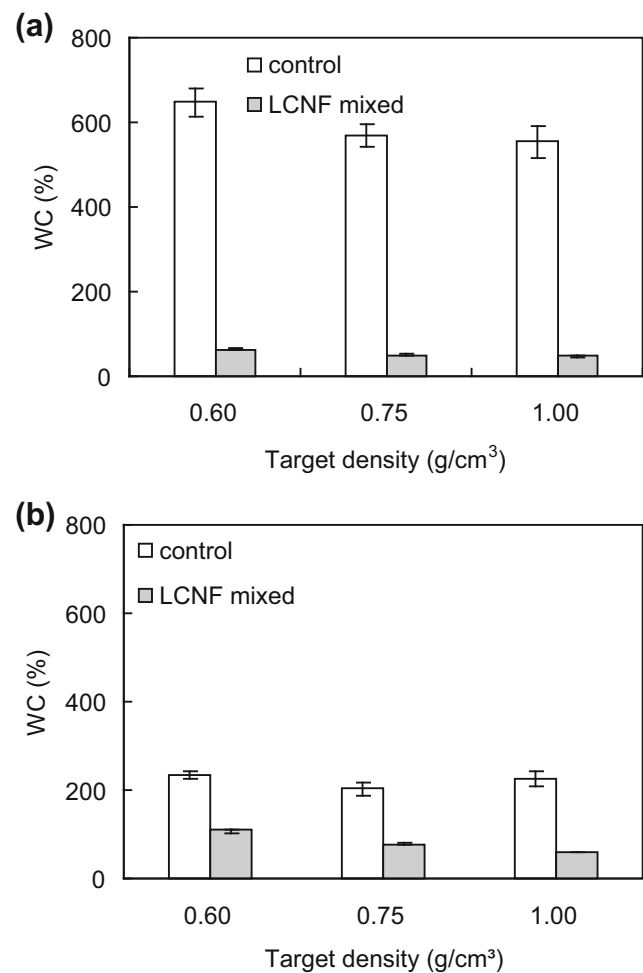 (a)
800
600
400
200
0
WC (%)
control
LCNF mixed
0.60 0.75 1.00
Target density (g/cm³)
(b)
800
600
400
200
0
WC (%)
control
LCNF mixed
0.60 0.75 1.00
Target density (g/cm³)